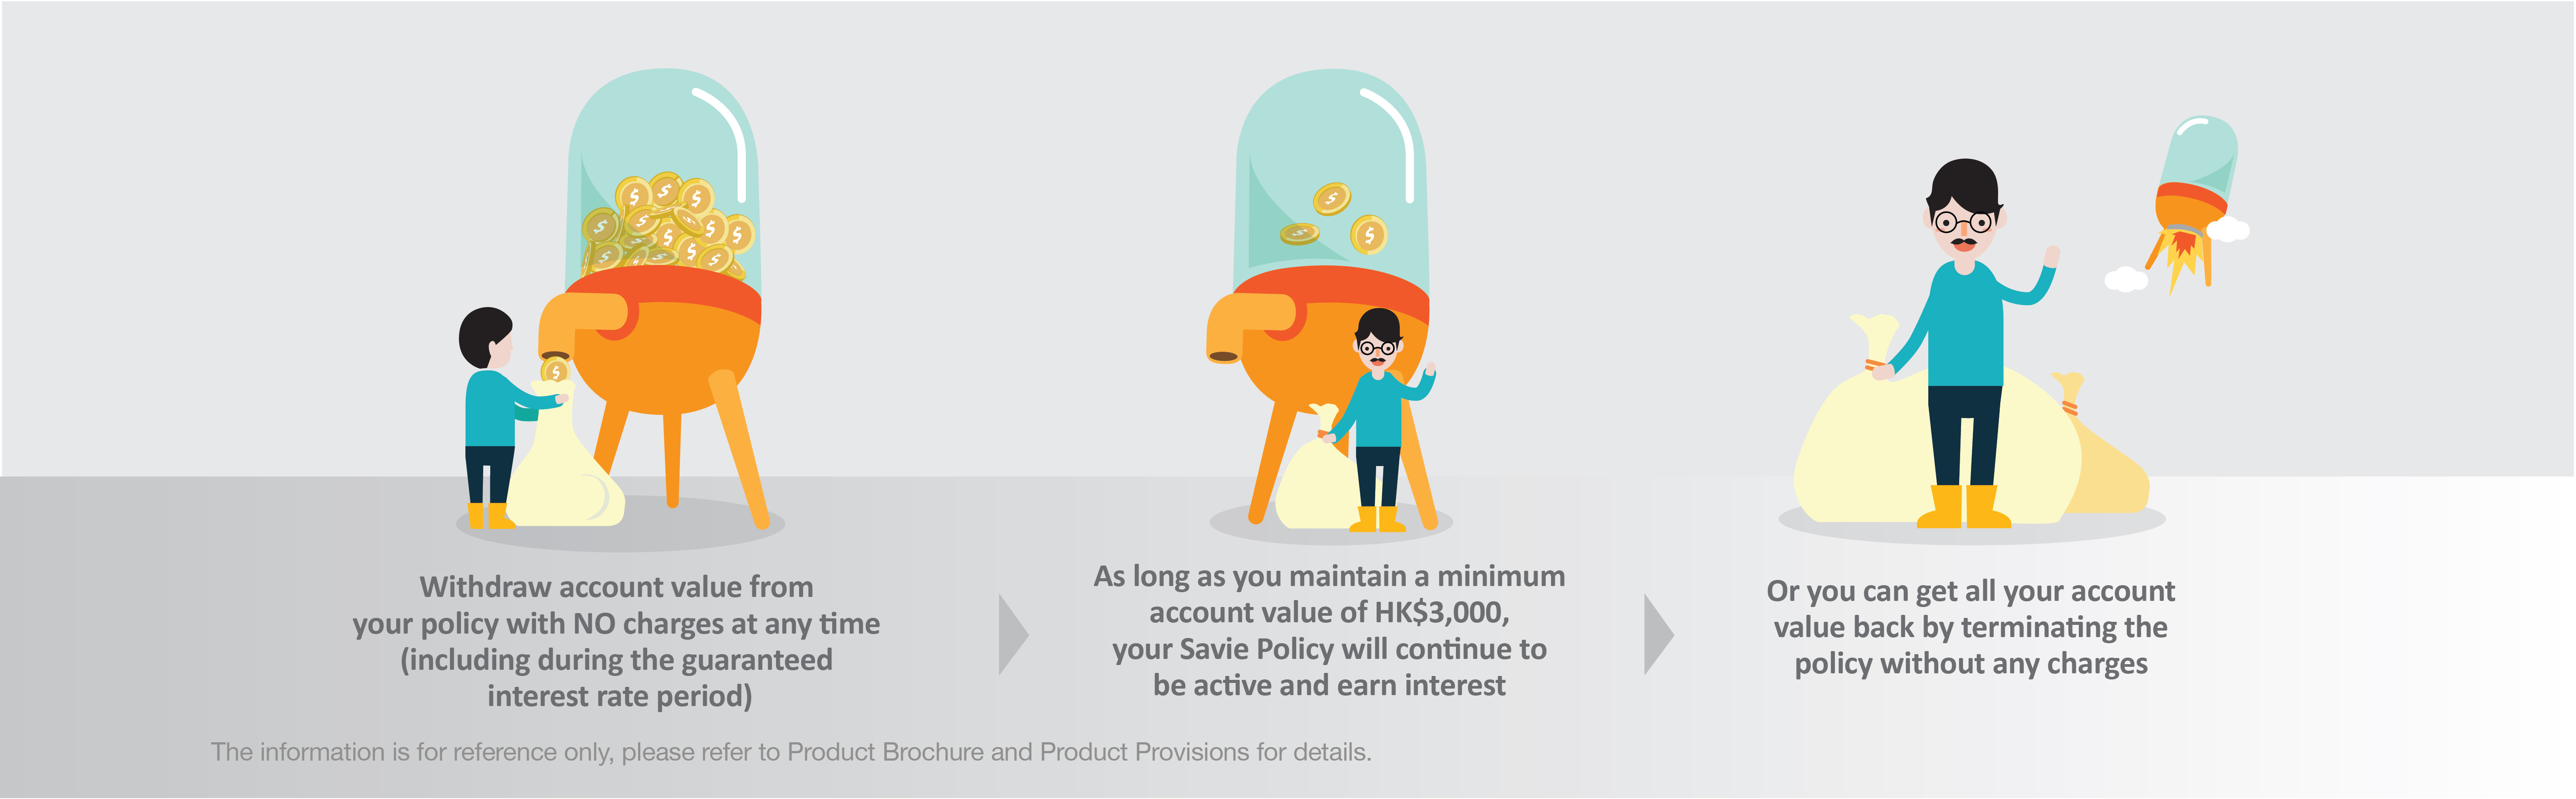 Withdraw account value from
your policy with NO charges at any time
(including during the guaranteed
interest rate period)
As long as you maintain a minimum
account value of HK$3,000,
your Savie Policy will continue to
be active and earn interest
Or you can get all your account
value back by terminating the
policy without any charges
The information is for reference only, please refer to Product Brochure and Product Provisions for details.